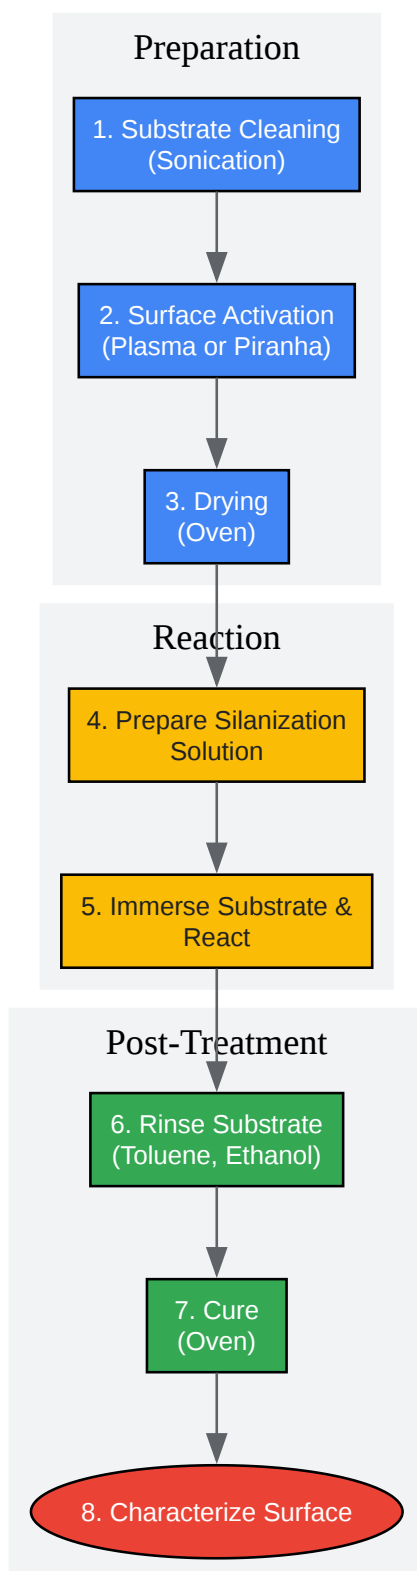 Preparation
1. Substrate Cleaning
(Sonication)
2. Surface Activation
(Plasma or Piranha)
3. Drying
(Oven)
Reaction
4. Prepare Silanization
Solution
5. Immerse Substrate &
React
Post-Treatment
6. Rinse Substrate
(Toluene, Ethanol)
7. Cure
(Oven)
8. Characterize Surface